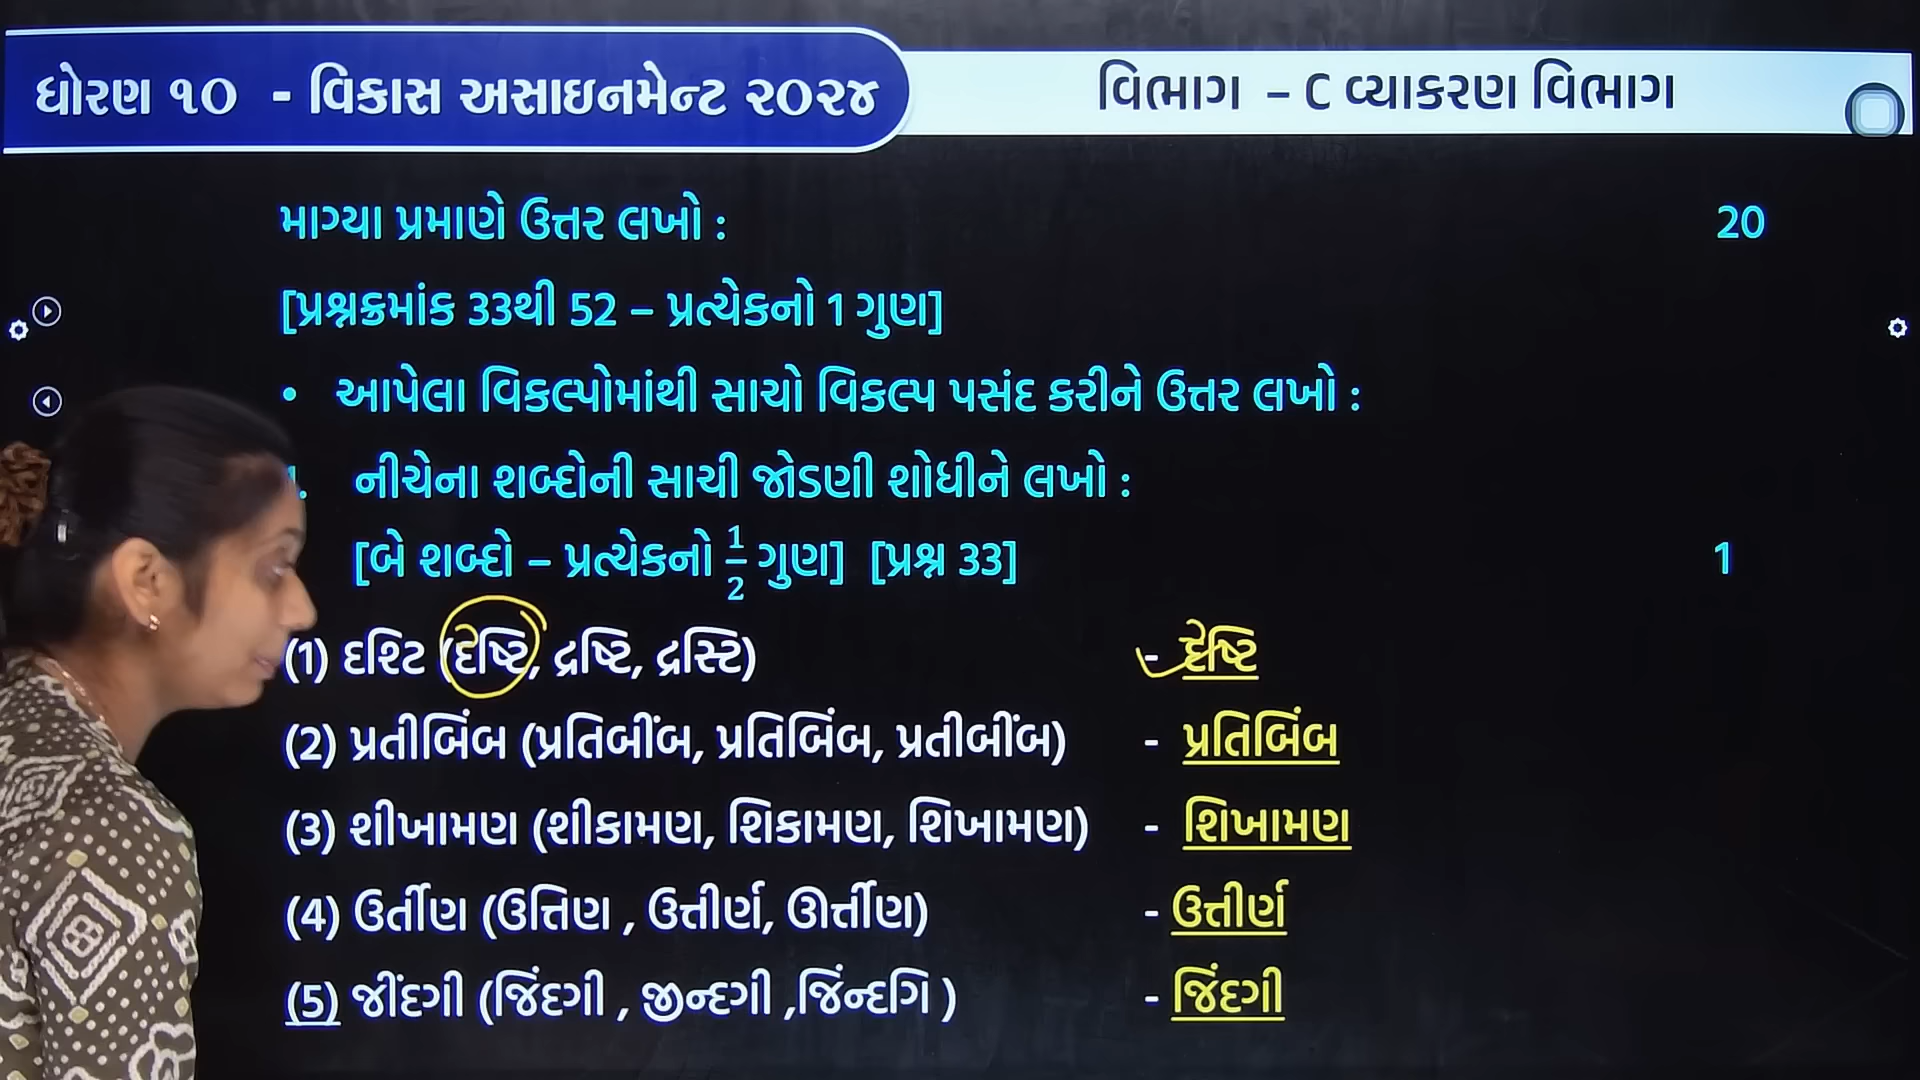 ધોરણ ૧૦ - વિકાસ અસાઇનમેન્ટ ૨૦૨૪
વિભાગ – C વ્યાકરણ વિભાગ
માગ્યા પ્રમાણે ઉત્તર લખો : 20
[પ્રશ્નક્રમાંક 33થી 52 – પ્રત્યેકનો 1 ગુણ]
• આપેલા વિકલ્પોમાંથી સાચો વિકલ્પ પસંદ કરીને ઉત્તર લખો :
નીચેના શબ્દોની સાચી જોડણી શોધીને લખો :
[બે શબ્દો – પ્રત્યેકનો 1/2 ગુણ] [પ્રશ્ન 33] 1
(1) દશ્ટિ (દૃષ્ટિ, દ્રષ્ટિ, દ્રસ્ટિ) - દૃષ્ટિ
(2) પ્રતીબિંબ (પ્રતિબીંબ, પ્રતિબિંબ, પ્રતીબીંબ) - પ્રતિબિંબ
(3) શીખામણ (શીકામણ, શિકામણ, શિખામણ) - શિખામણ
(4) ઉર્તીણ (ઉત્તિણ , ઉત્તીર્ણ, ઊર્ત્તીણ) - ઉત્તીર્ણ
(5) જીંદગી (જિંદગી , જીન્દગી ,જિંન્દગિ ) - જિંદગી